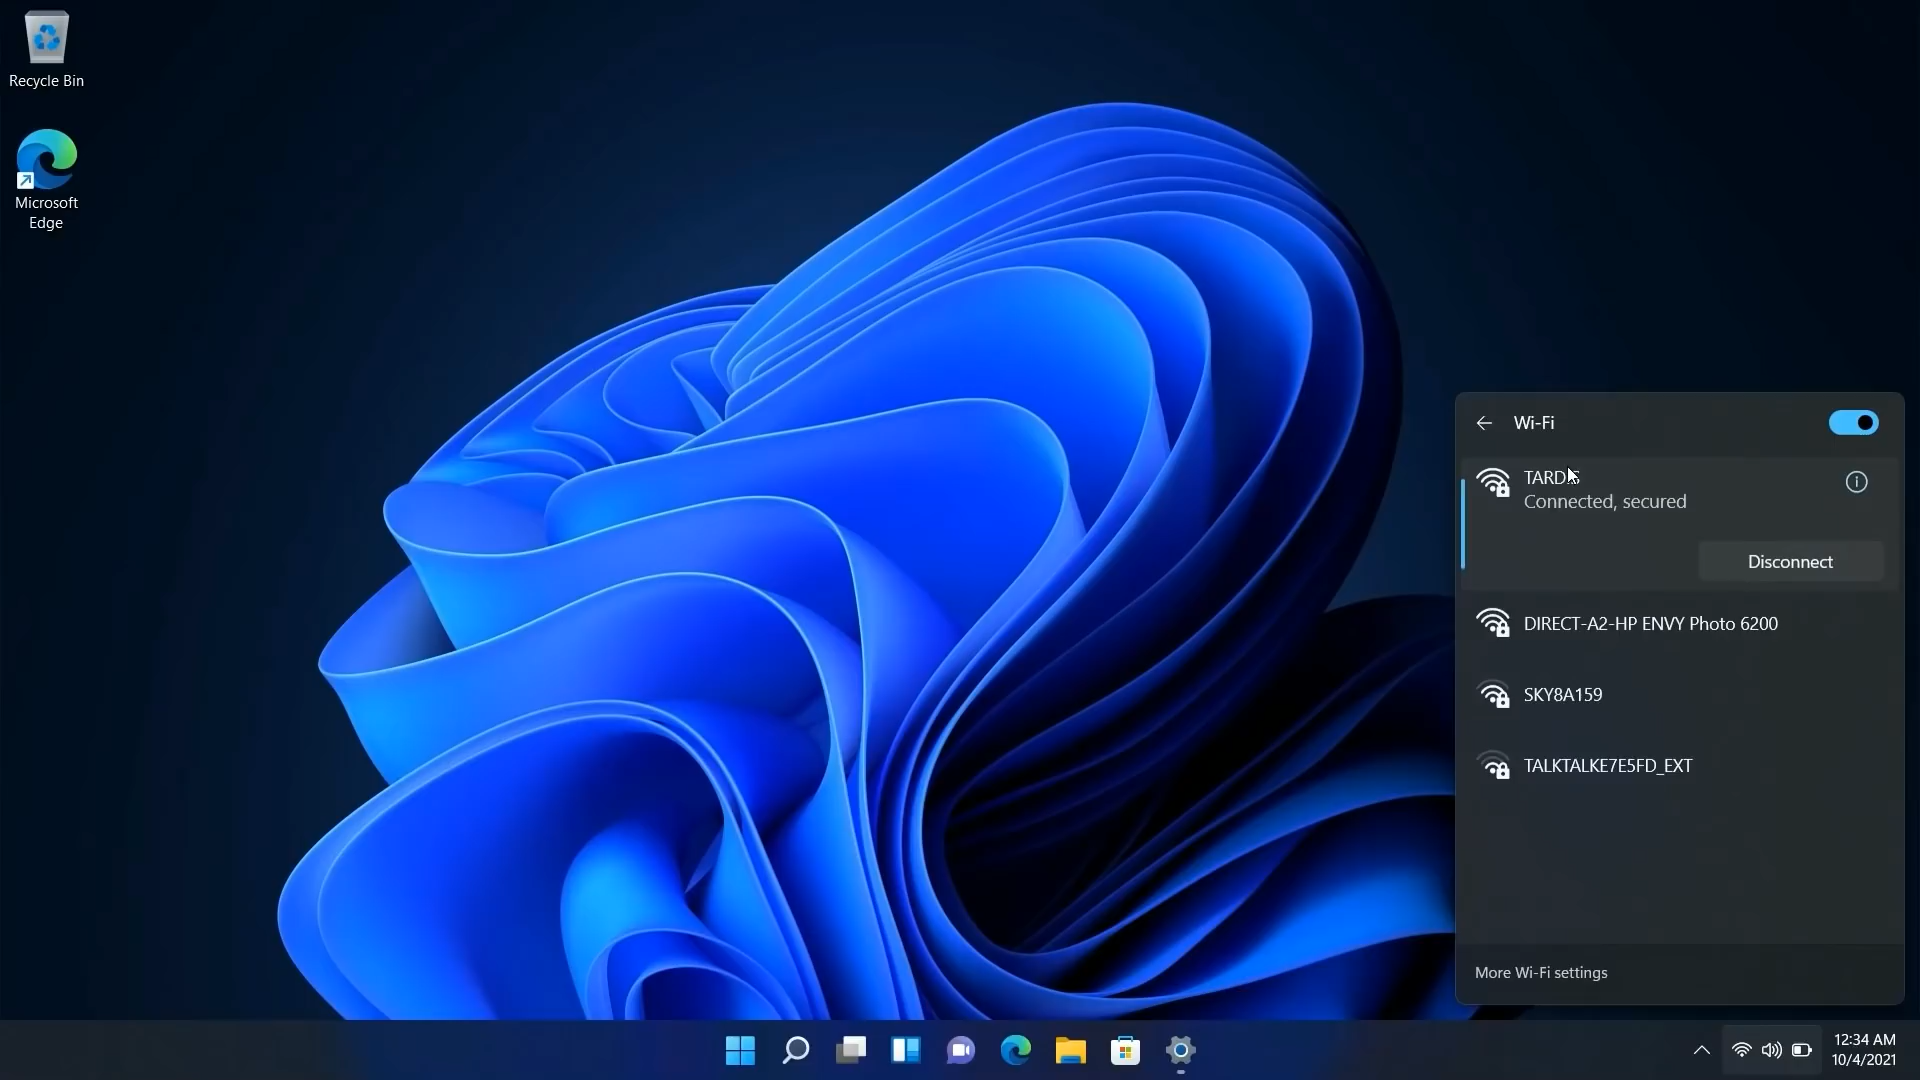 Recycle Bin
Microsoft
Edge
Wi-Fi
TARDIS
Connected, secured
Disconnect
DIRECT-A2-HP ENVY Photo 6200
SKY8A159
TALKTALKE7E5FD_EXT
More Wi-Fi settings
12:34 AM
10/4/2021